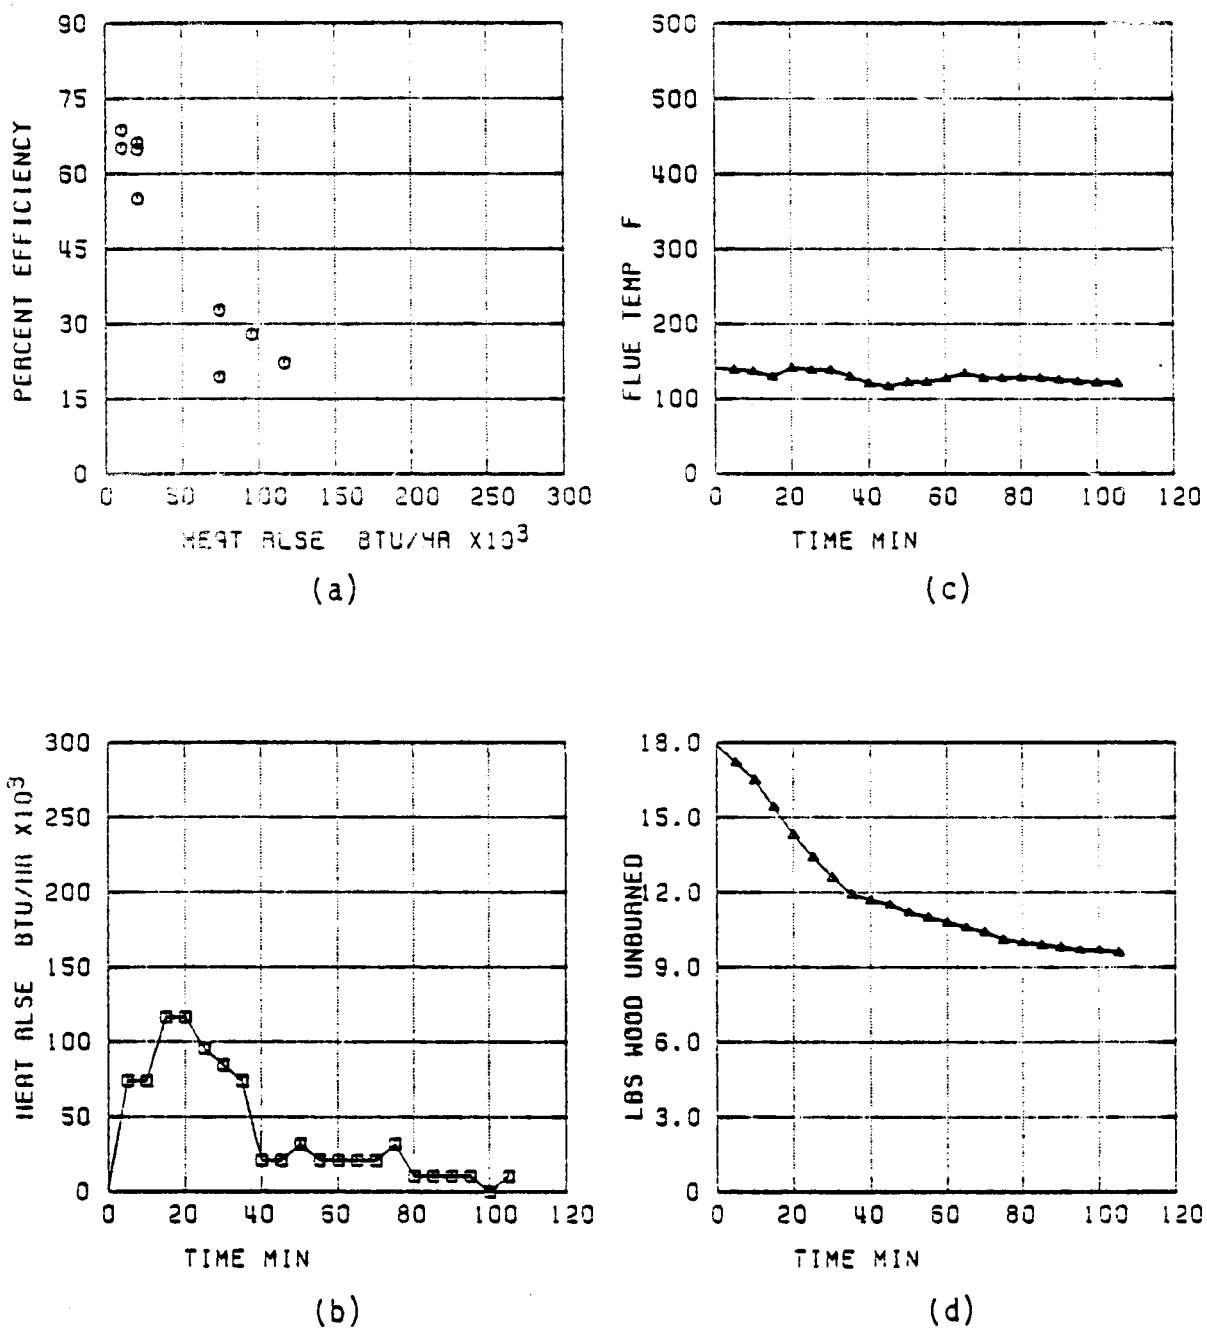 90
75
60
45
30
15
0
PERCENT EFFICIENCY
0 50 100 150 200 250 300
HEAT RLSE BTU/HR X10³
(a)
600
500
400
300
200
100
0
FLUE TEMP F
0 20 40 60 80 100 120
TIME MIN
(c)
300
250
200
150
100
50
0
HEAT RLSE BTU/HR X10³
0 20 40 60 80 100 120
TIME MIN
(b)
18.0
15.0
12.0
9.0
6.0
3.0
0
LBS WOOD UNBURNED
0 20 40 60 80 100 120
TIME MIN
(d)